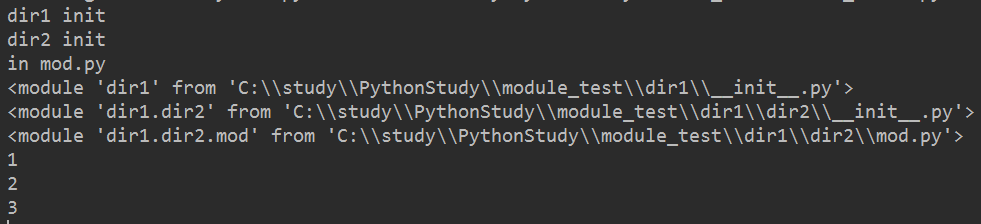 dir1 init
dir2 init
in mod.py
<module 'dir1' from 'C:\\study\\PythonStudy\\module_test\\dir1\\__init__.py'>
<module 'dir1.dir2' from 'C:\\study\\PythonStudy\\module_test\\dir1\\dir2\\__init__.py'>
<module 'dir1.dir2.mod' from 'C:\\study\\PythonStudy\\module_test\\dir1\\dir2\\mod.py'>
1
2
3